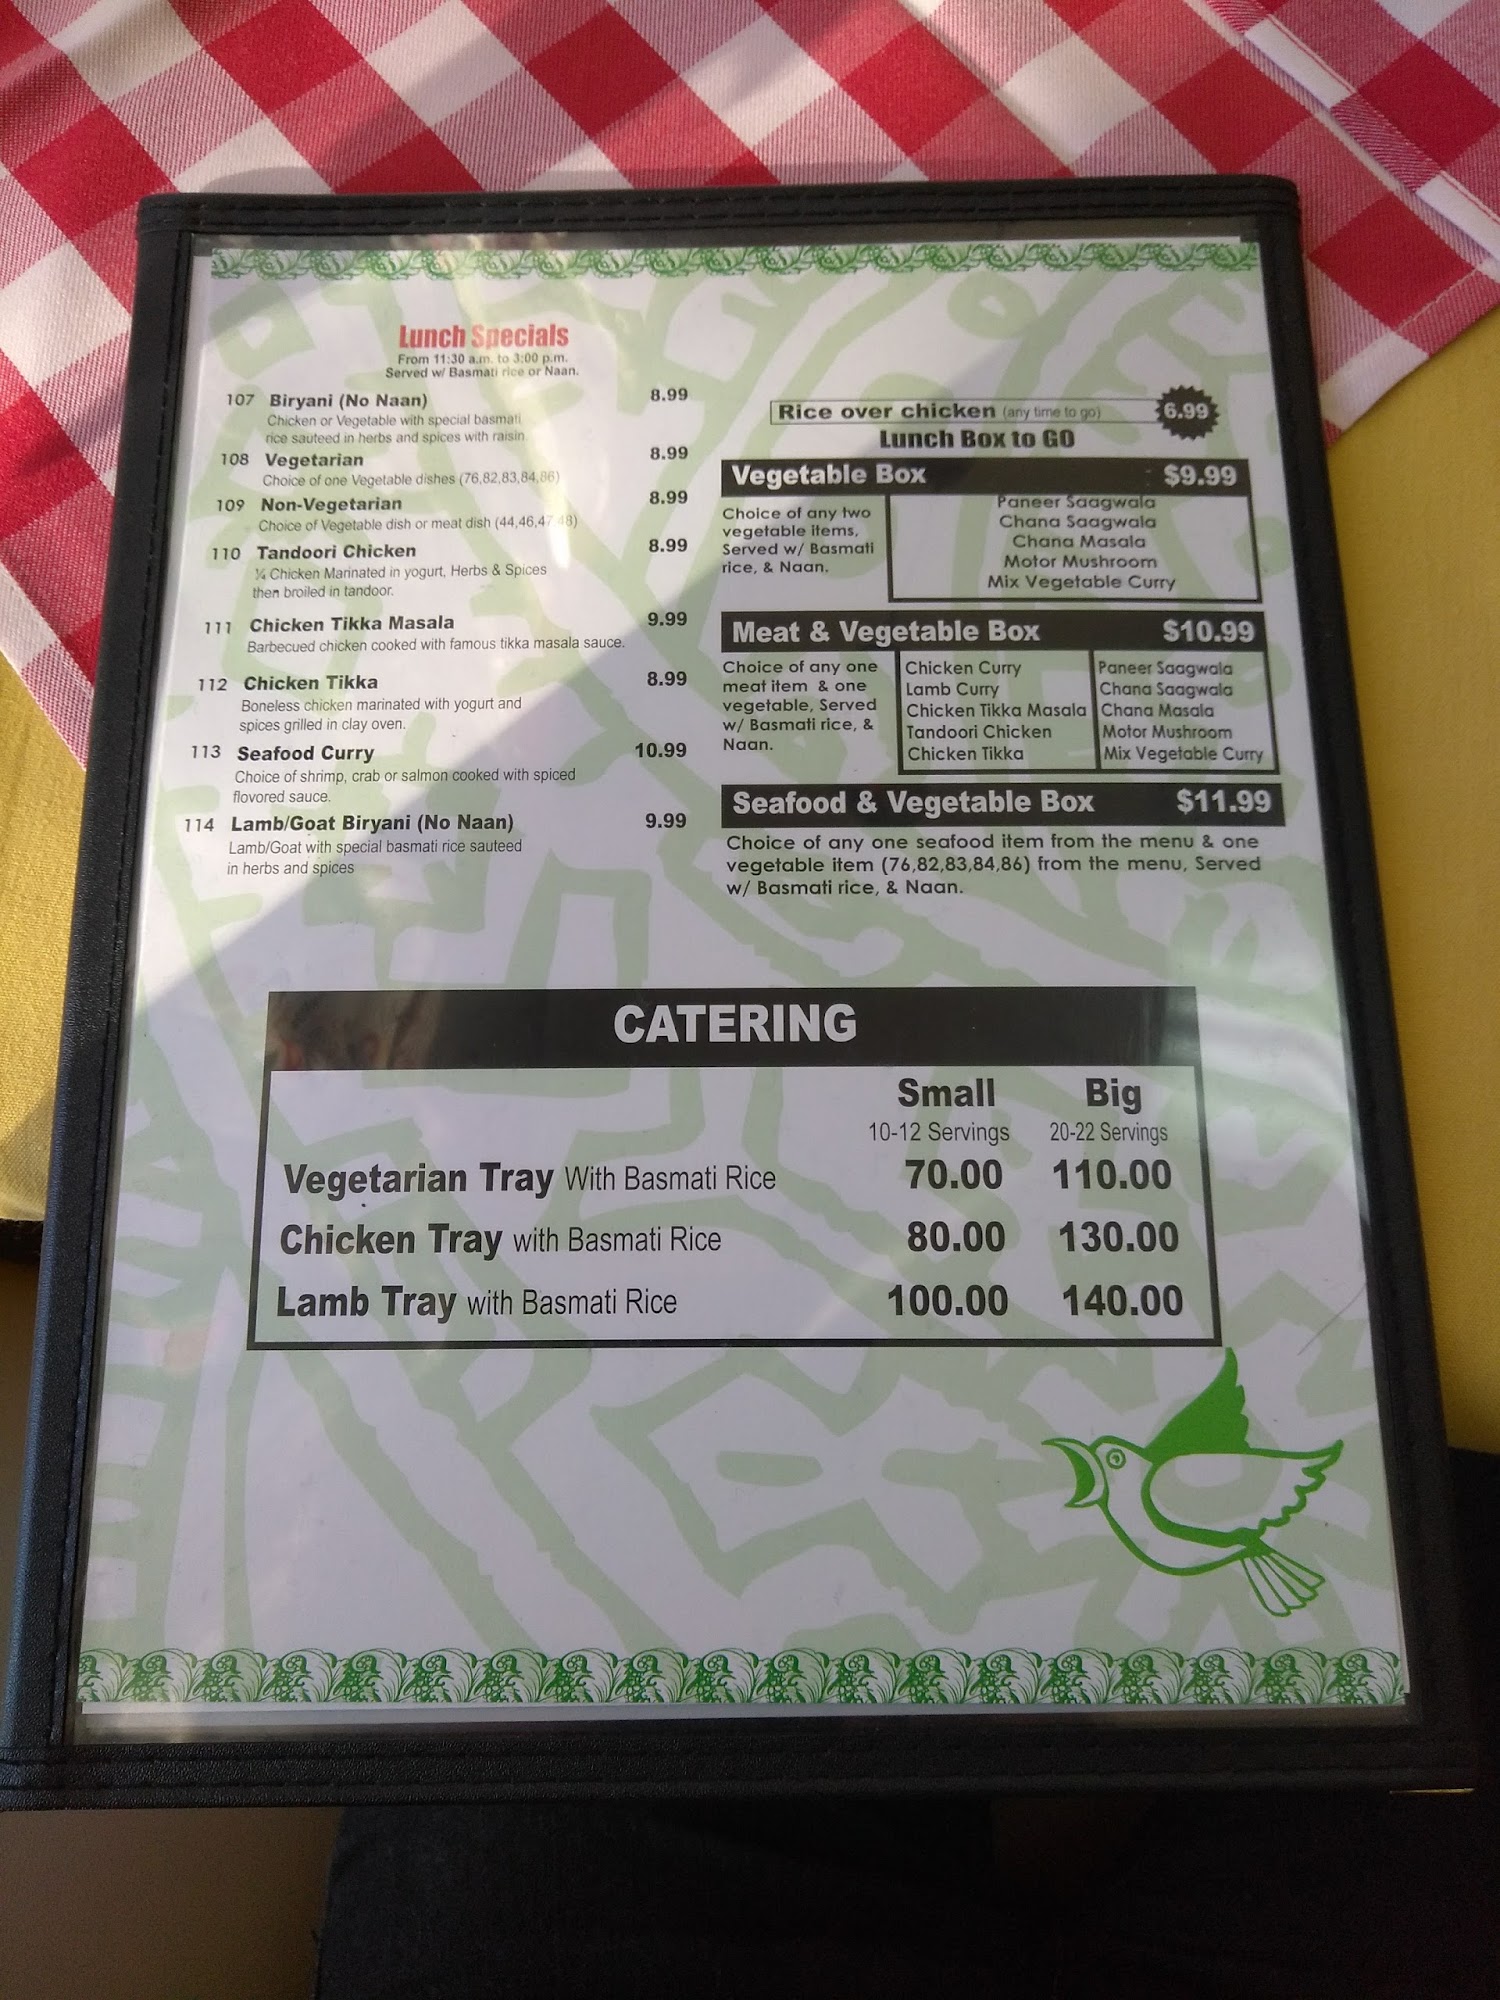 Lunch Specials
From 11:30 a.m. to 3:00 p.m.
Served w/ Basmati rice or Naan.
107 Biryani (No Naan) 8.99
Chicken or Vegetable with special basmati
rice sauteed in herbs and spices with raisin
108 Vegetarian 8.99
Choice of one Vegetable dishes (76,82,83,84,86)
109 Non-Vegetarian 8.99
Choice of Vegetable dish or meat dish (44,46,47,48)
110 Tandoori Chicken 8.99
¼ Chicken Marinated in yogurt, Herbs & Spices
then broiled in tandoor.
111 Chicken Tikka Masala 9.99
Barbecued chicken cooked with famous tikka masala sauce.
112 Chicken Tikka 8.99
Boneless chicken marinated with yogurt and
spices grilled in clay oven.
113 Seafood Curry 10.99
Choice of shrimp, crab or salmon cooked with spiced
flovored sauce.
114 Lamb/Goat Biryani (No Naan) 9.99
Lamb/Goat with special basmati rice sauteed
in herbs and spices
Rice over chicken (any time to go) 6.99
Lunch Box to GO
Vegetable Box $9.99
Choice of any two
vegetable items,
Served w/ Basmati
rice, & Naan.
Paneer Saagwala
Chana Saagwala
Chana Masala
Motor Mushroom
Mix Vegetable Curry
Meat & Vegetable Box $10.99
Choice of any one
meat item & one
vegetable, Served
w/ Basmati rice, &
Naan.
Chicken Curry
Lamb Curry
Chicken Tikka Masala
Tandoori Chicken
Chicken Tikka
Paneer Saagwala
Chana Saagwala
Chana Masala
Motor Mushroom
Mix Vegetable Curry
Seafood & Vegetable Box $11.99
Choice of any one seafood item from the menu & one
vegetable item (76,82,83,84,86) from the menu, Served
w/ Basmati rice, & Naan.
CATERING
Small Big
10-12 Servings 20-22 Servings
Vegetarian Tray With Basmati Rice 70.00 110.00
Chicken Tray with Basmati Rice 80.00 130.00
Lamb Tray with Basmati Rice 100.00 140.00